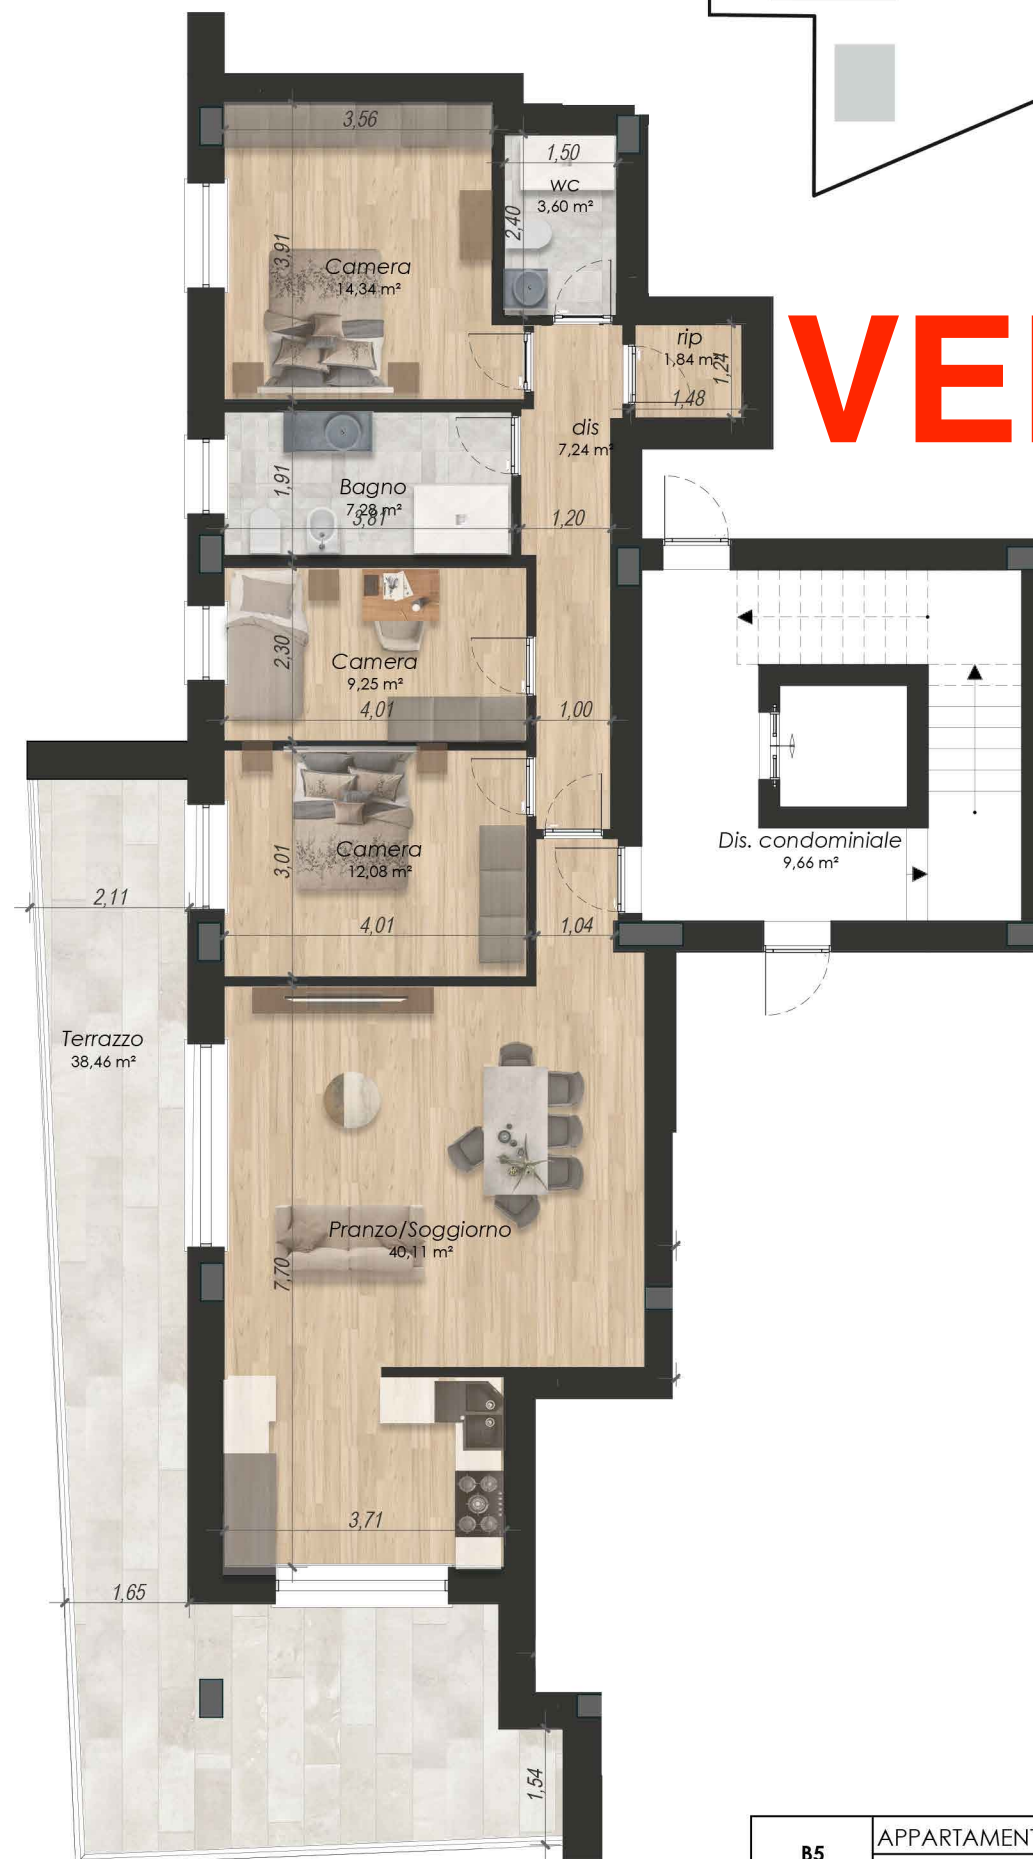 3,56
1,50
WC
3,60 m²
2,40
3,91
Camera
14,34 m²
VE
rip
1,84 m²
1,24
1,48
dis
7,24 m²
1,91
Bagno
7,28 m²
3,81
1,20
2,30
Camera
9,25 m²
4,01
1,00
Camera
12,08 m²
3,01
Dis. condominiale
9,66 m²
2,11
4,01
1,04
Terrazzo
38,46 m²
Pranzo/Soggiorno
40,11 m²
7,70
3,71
1,65
1,54
B5
APPARTAMEN